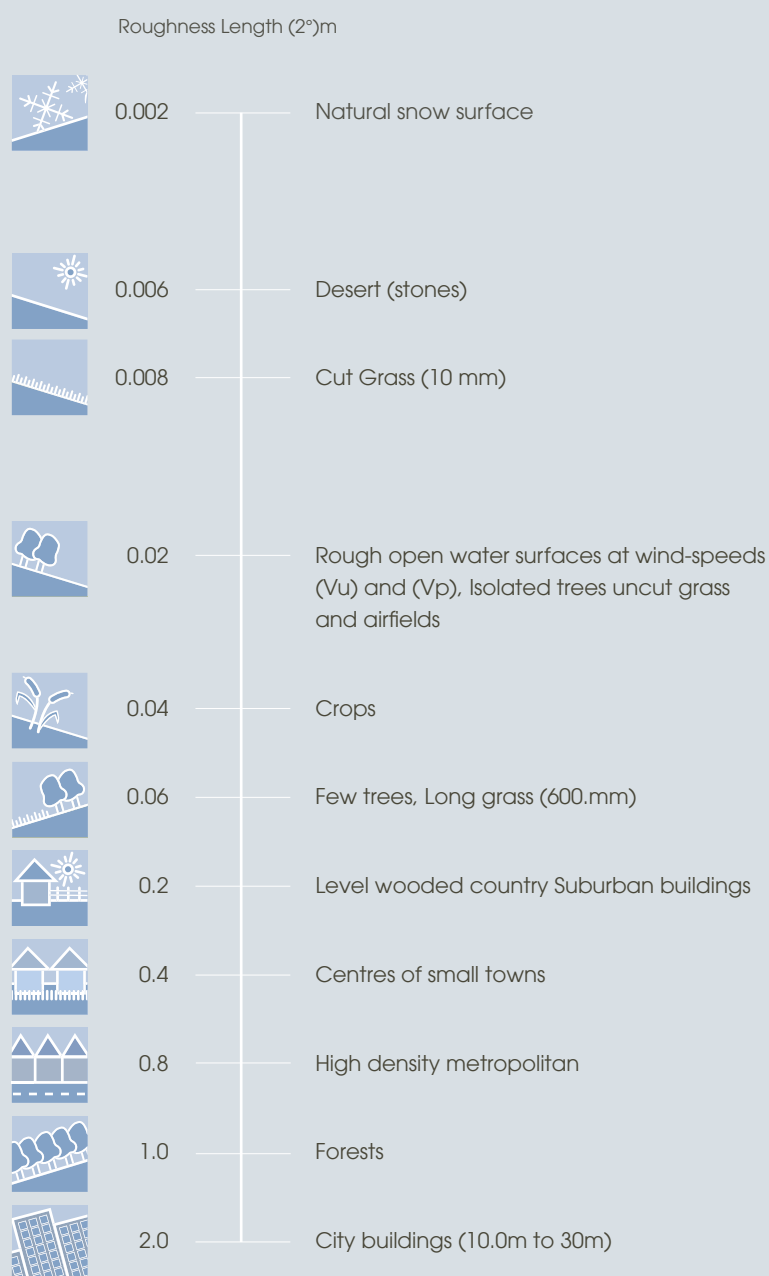 Roughness Length (2°)m
0.002 Natural snow surface
0.006 Desert (stones)
0.008 Cut Grass (10 mm)
0.02 Rough open water surfaces at wind-speeds
(Vu) and (Vp), Isolated trees uncut grass
and airfields
0.04 Crops
0.06 Few trees, Long grass (600.mm)
0.2 Level wooded country Suburban buildings
0.4 Centres of small towns
0.8 High density metropolitan
1.0 Forests
2.0 City buildings (10.0m to 30m)